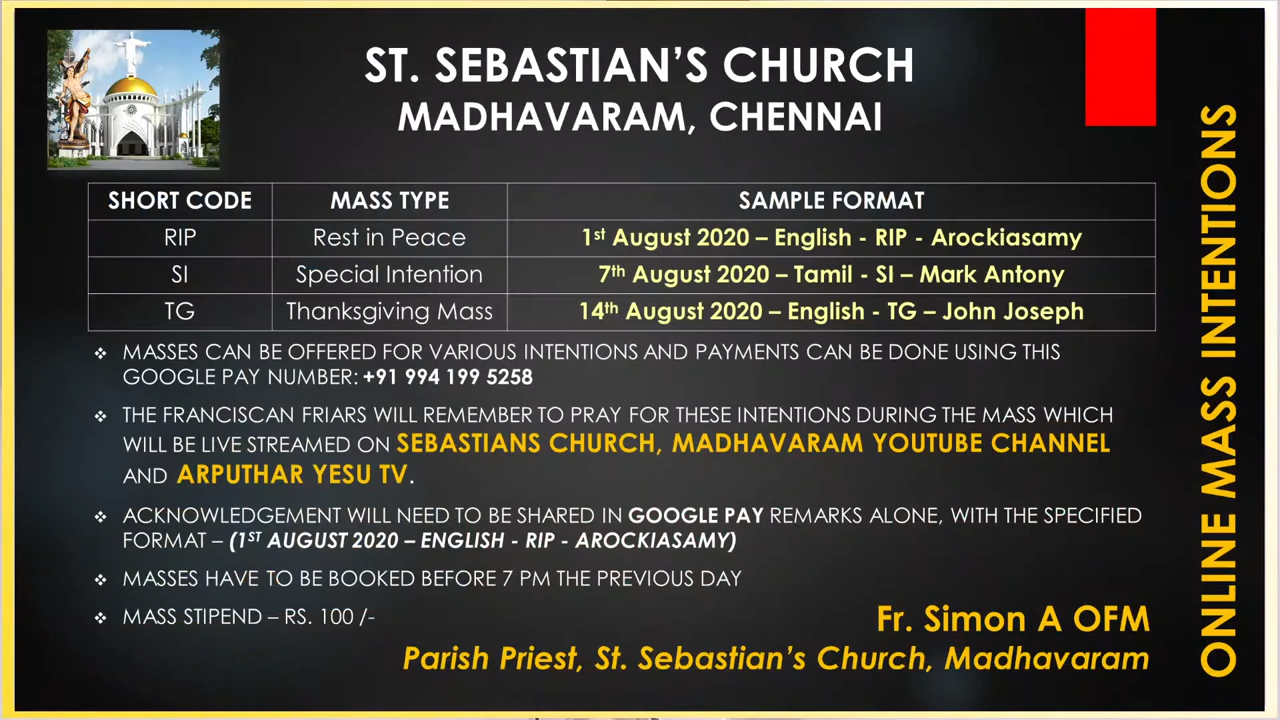 ST. SEBASTIAN'S CHURCH
MADHAVARAM, CHENNAI
SHORT CODE MASS TYPE SAMPLE FORMAT
RIP Rest in Peace 1st August 2020 – English - RIP - Arockiasamy
SI Special Intention 7th August 2020 – Tamil - SI – Mark Antony
TG Thanksgiving Mass 14th August 2020 – English - TG – John Joseph
❖ MASSES CAN BE OFFERED FOR VARIOUS INTENTIONS AND PAYMENTS CAN BE DONE USING THIS
GOOGLE PAY NUMBER: +91 994 199 5258
❖ THE FRANCISCAN FRIARS WILL REMEMBER TO PRAY FOR THESE INTENTIONS DURING THE MASS WHICH
WILL BE LIVE STREAMED ON SEBASTIANS CHURCH, MADHAVARAM YOUTUBE CHANNEL
AND ARPUTHAR YESU TV.
❖ ACKNOWLEDGEMENT WILL NEED TO BE SHARED IN GOOGLE PAY REMARKS ALONE, WITH THE SPECIFIED
FORMAT – (1ST AUGUST 2020 – ENGLISH - RIP - AROCKIASAMY)
❖ MASSES HAVE TO BE BOOKED BEFORE 7 PM THE PREVIOUS DAY
❖ MASS STIPEND – RS. 100 /-
Fr. Simon A OFM
Parish Priest, St. Sebastian's Church, Madhavaram
ONLINE MASS INTENTIONS